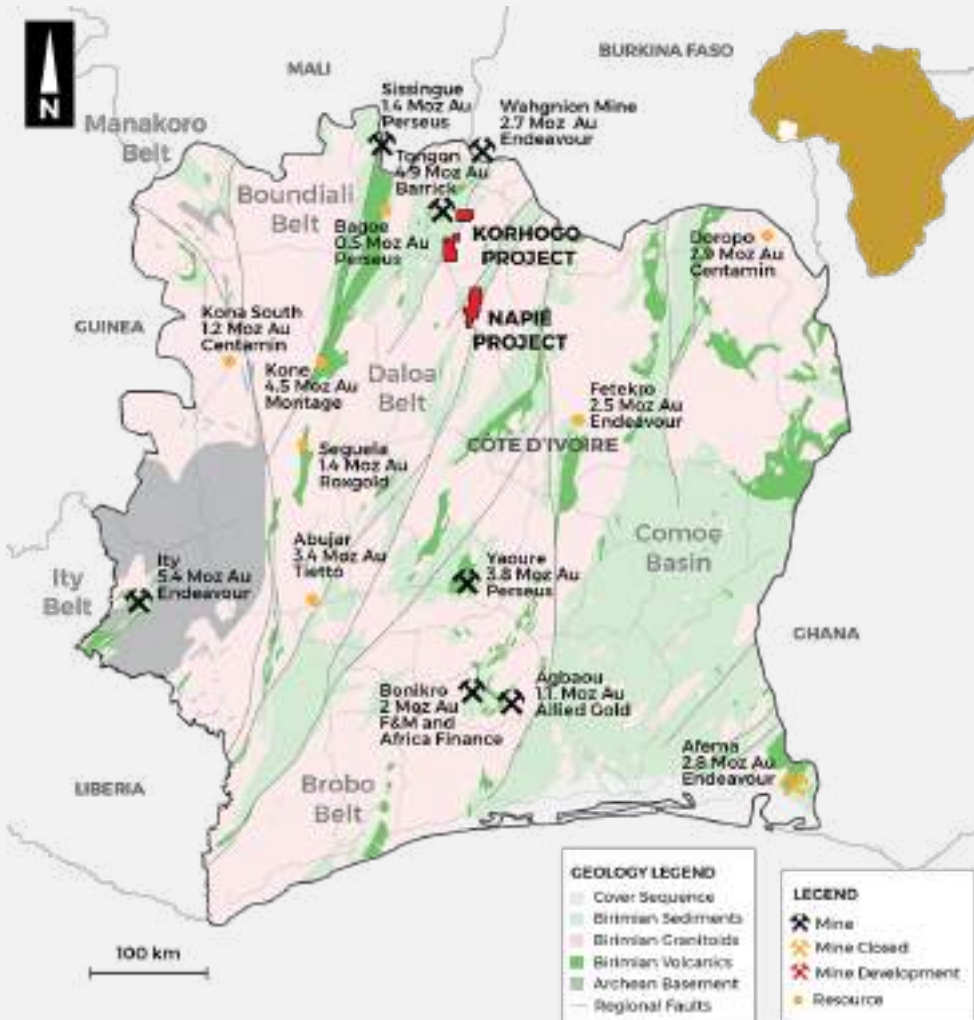 N
MALI
BURKINA FASO
Manakoro
Belt
Sissingue
1.4 Moz Au
Perseus
Wahgnion Mine
2.7 Moz Au
Endeavour
Tongon
4.9 Moz Au
Barrick
Boundiali
Belt
Bagoe
0.5 Moz Au
Perseus
KORHOGO
PROJECT
Doropo
2.9 Moz Au
Centamin
GUINEA
Kona South
1.2 Moz Au
Centamin
NAPIÉ
PROJECT
Kone
4.5 Moz Au
Montage
Daloa
Belt
Fetekro
2.5 Moz Au
Endeavour
CÔTE D'IVOIRE
Seguela
1.4 Moz Au
Roxgold
Comoe
Basin
Abujar
3.4 Moz Au
Tietto
Yaoure
3.8 Moz Au
Perseus
Ity
Belt
Ity
5.4 Moz Au
Endeavour
GHANA
Bonikro
2 Moz Au
F&M and
Africa Finance
Agbaou
1.1. Moz Au
Allied Gold
Afema
2.8 Moz Au
Endeavour
LIBERIA
Brobo
Belt
100 km
GEOLOGY LEGEND
Cover Sequence
Birimian Sediments
Birimian Granitoids
Birimian Volcanics
Archean Basement
Regional Faults
LEGEND
Mine
Mine Closed
Mine Development
Resource